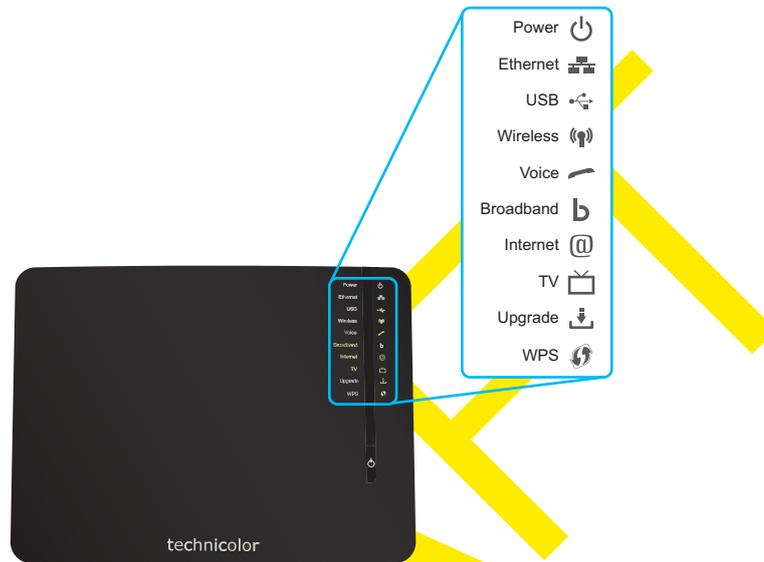 Power
Ethernet
USB
Wireless
Voice
Broadband
Internet
TV
Upgrade
WPS
Power
Ethernet
USB
Wireless
Voice
Broadband
Internet
TV
Upgrade
WPS
technicolor